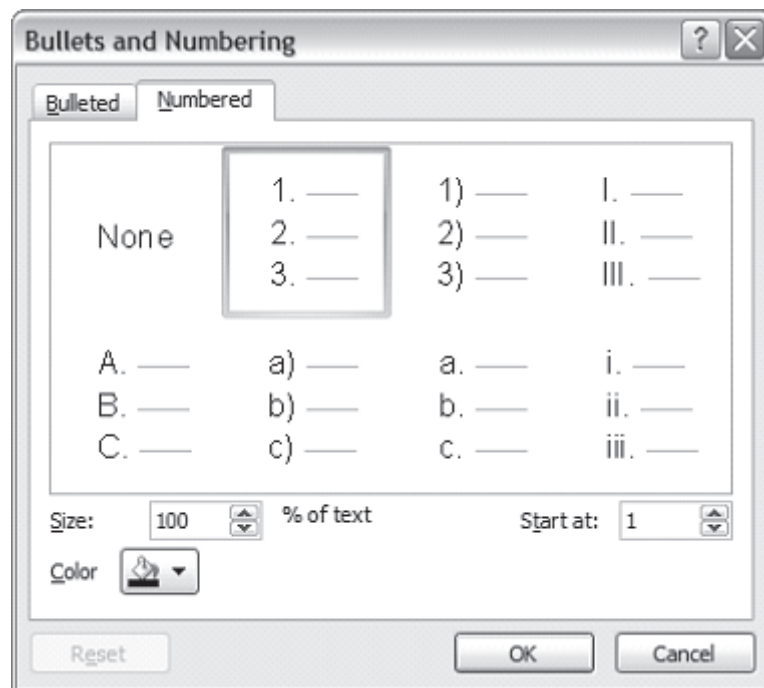 Bullets and Numbering
Bulleted Numbered
None
1.
2.
3.
1)
2)
3)
I.
II.
III.
A.
B.
C.
a)
b)
c)
a.
b.
c.
i.
ii.
iii.
Size: 100 % of text Start at: 1
Color
Reset OK Cancel